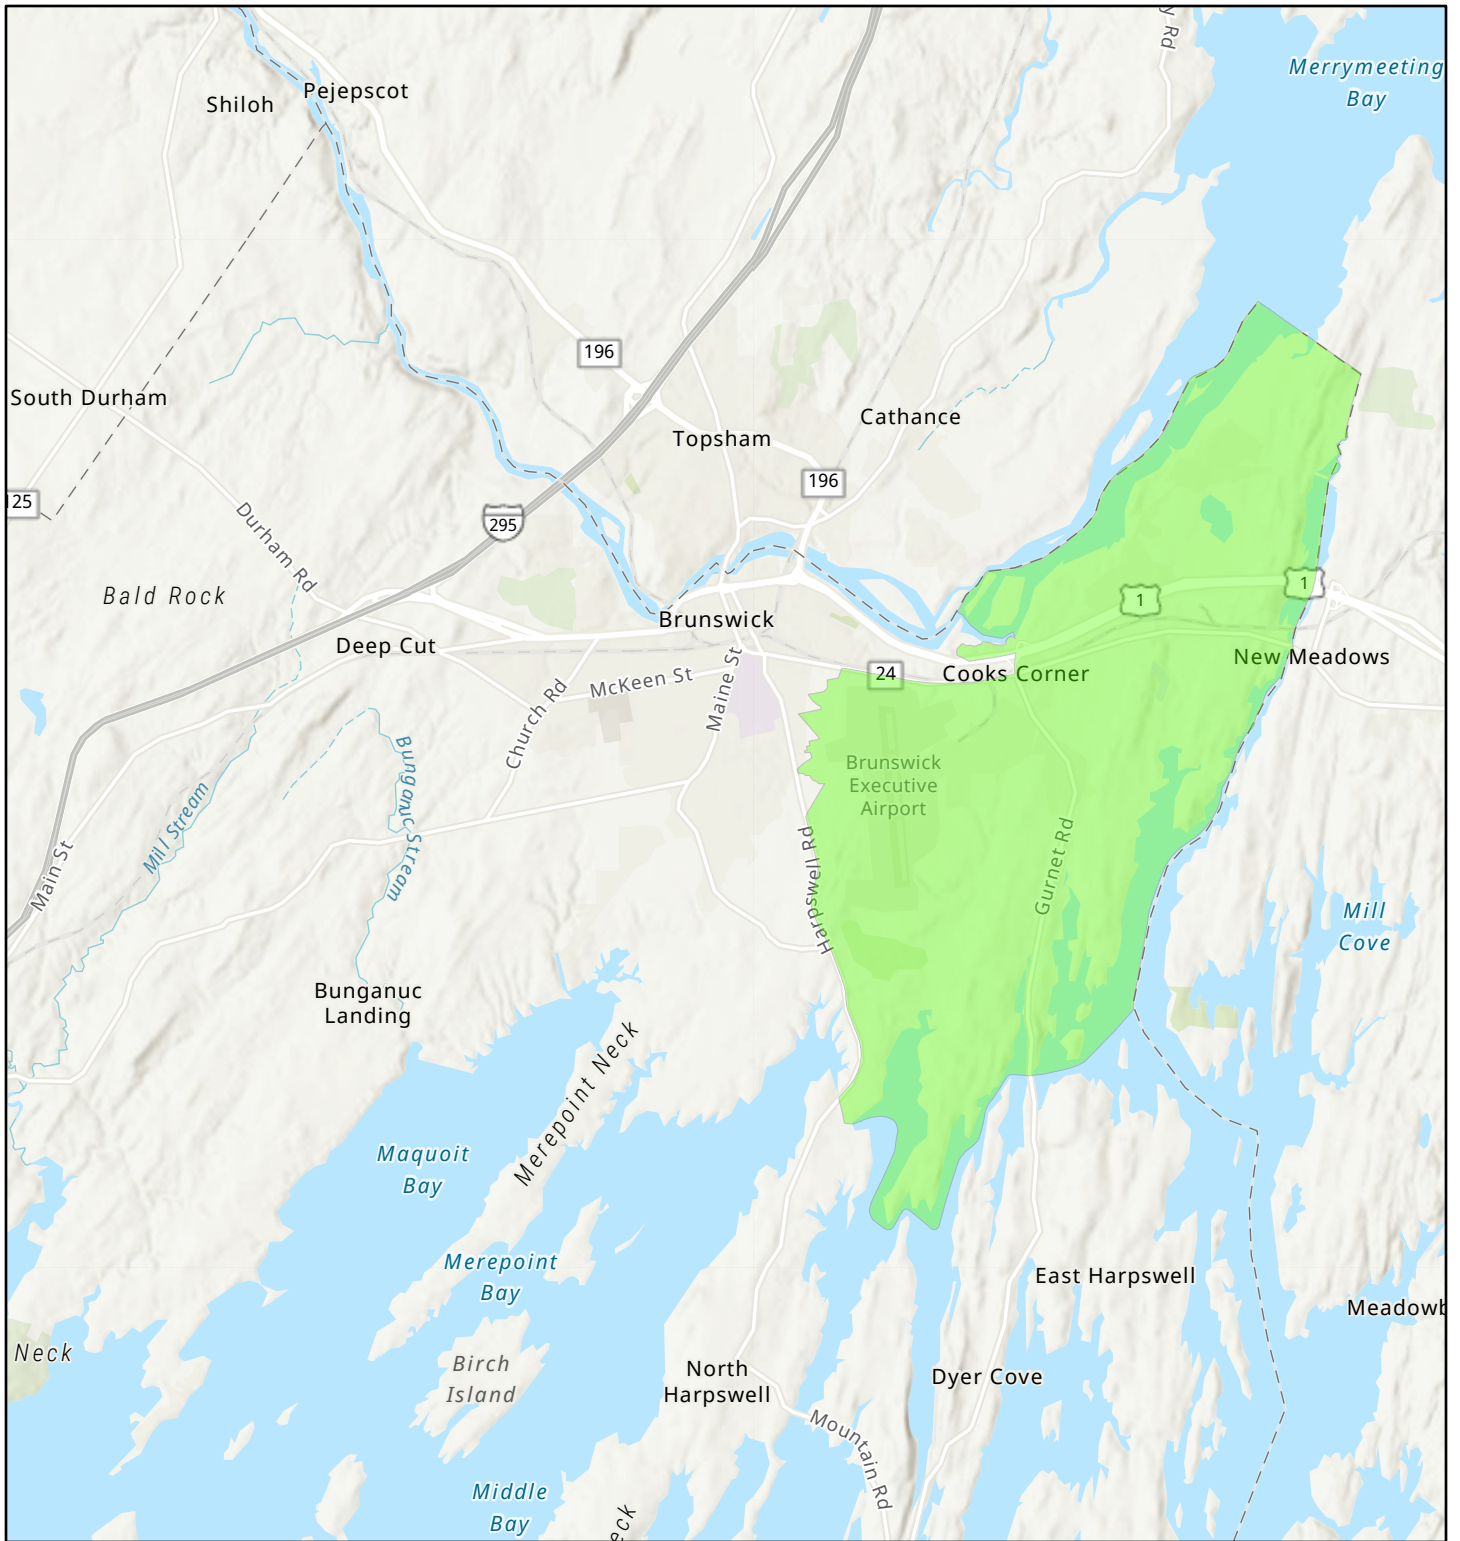 y Rd
Merrymeeting
Bay
Pejepscot
Shiloh
196
South Durham
Cathance
Topsham
196
125
295
Durham Rd
Bald Rock
1
1
Brunswick
Deep Cut
New Meadows
24
Cooks Corner
McKeen St
Maine St
Church Rd
Bunganuc Stream
Brunswick
Executive
Airport
Mill Stream
Main St
Harpswell Rd
Gurnet Rd
Mill
Cove
Bunganuc
Landing
Merepoint Neck
Maquoit
Bay
Merepoint
Bay
East Harpswell
Meadowb
Neck
Birch
Island
North
Harpswell
Dyer Cove
Mountain Rd
Middle
Bay
eck